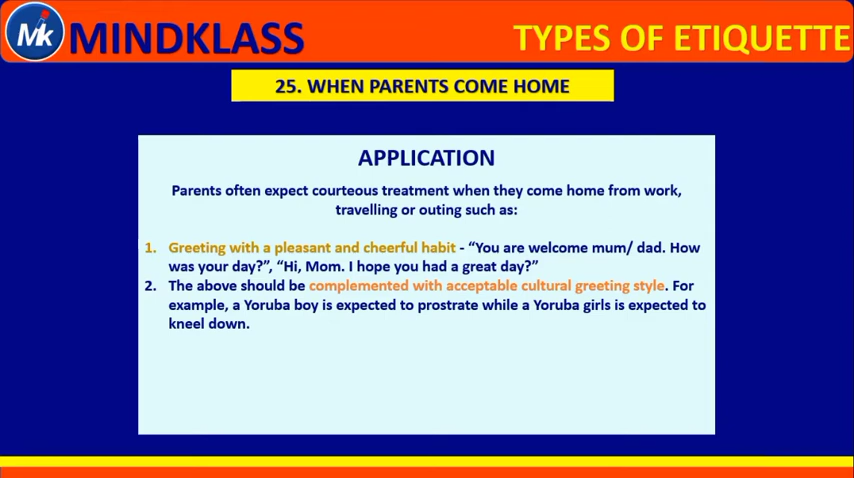 Mk MINDKLASS
TYPES OF ETIQUETTE
25. WHEN PARENTS COME HOME
APPLICATION
Parents often expect courteous treatment when they come home from work,
travelling or outing such as:
1. Greeting with a pleasant and cheerful habit - “You are welcome mum/ dad. How
was your day?”, “Hi, Mom. I hope you had a great day?”
2. The above should be complemented with acceptable cultural greeting style. For
example, a Yoruba boy is expected to prostrate while a Yoruba girls is expected to
kneel down.